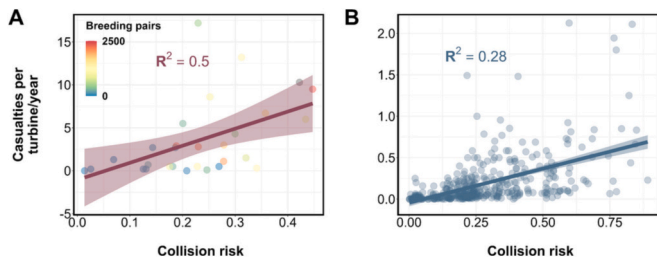 A
Breeding pairs
2500
0
R² = 0.5
Casualties per
turbine/year
15
10
5
0
-5
0.0 0.1 0.2 0.3 0.4
Collision risk
B
R² = 0.28
2.0
1.5
1.0
0.5
0.0
0.00 0.25 0.50 0.75
Collision risk